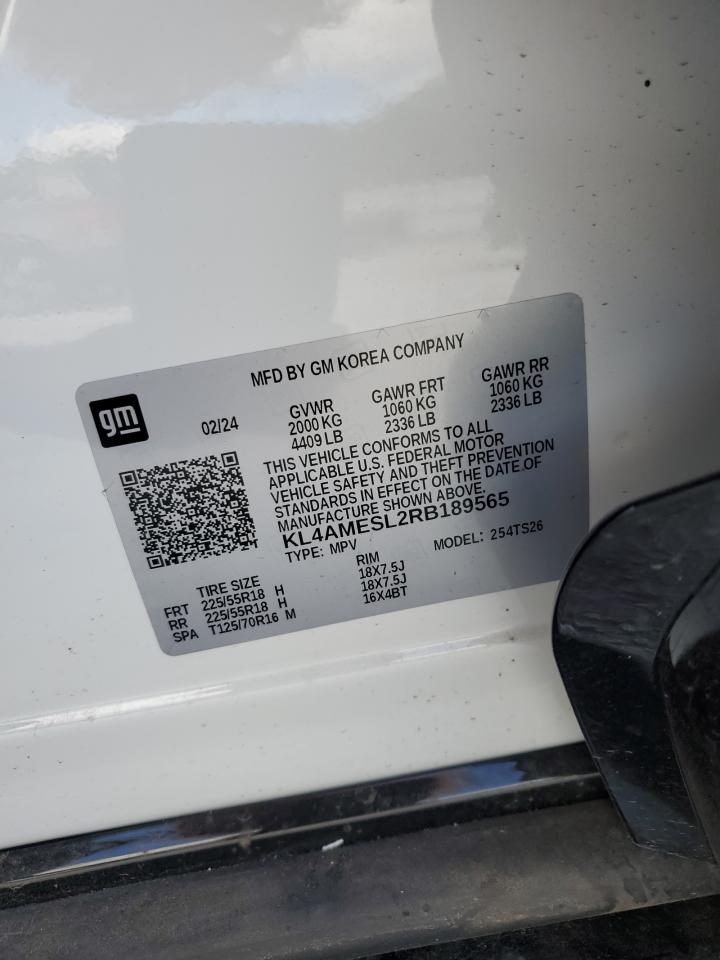 MFD BY GM KOREA COMPANY
gm
02/24
GVWR
2000 KG
4409 LB
GAWR FRT
1060 KG
2336 LB
GAWR RR
1060 KG
2336 LB
THIS VEHICLE CONFORMS TO ALL
APPLICABLE U.S. FEDERAL MOTOR
VEHICLE SAFETY AND THEFT PREVENTION
STANDARDS IN EFFECT ON THE DATE OF
MANUFACTURE SHOWN ABOVE.
KL4AMESL2RB189565
TYPE: MPV MODEL: 254TS26
TIRE SIZE RIM
FRT 225/55R18 H 18X7.5J
RR 225/55R18 H 18X7.5J
SPA T125/70R16 M 16X4BT